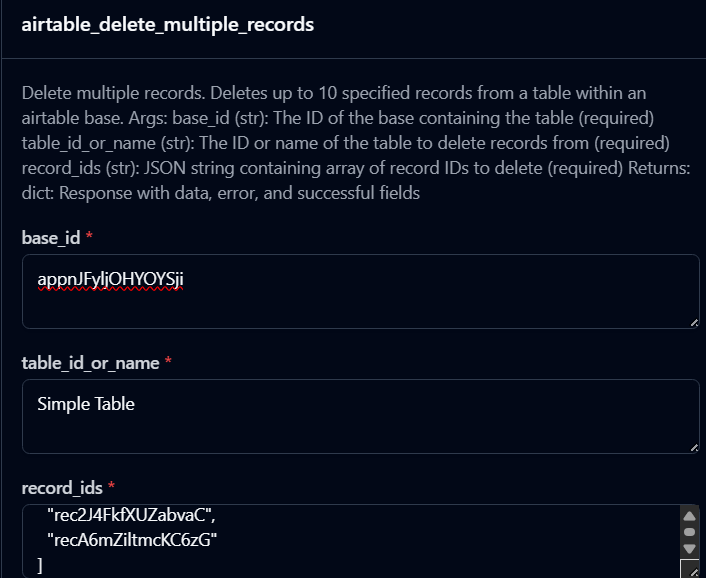 airtable_delete_multiple_records
Delete multiple records. Deletes up to 10 specified records from a table within an
airtable base. Args: base_id (str): The ID of the base containing the table (required)
table_id_or_name (str): The ID or name of the table to delete records from (required)
record_ids (str): JSON string containing array of record IDs to delete (required) Returns:
dict: Response with data, error, and successful fields
base_id *
appnJFyljOHYOYSji
table_id_or_name *
Simple Table
record_ids *
"rec2J4FkfXUZabvaC",
"recA6mZiltmcKC6zG"
]